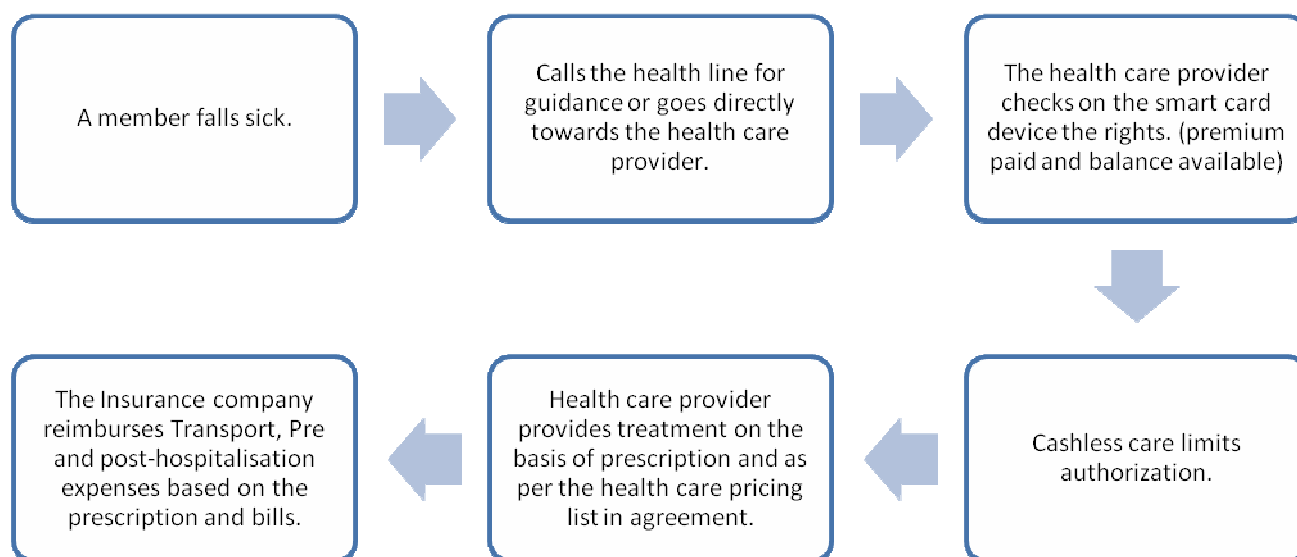 A member falls sick.
Calls the health line for
guidance or goes directly
towards the health care
provider.
The health care provider
checks on the smart card
device the rights. (premium
paid and balance available)
Cashless care limits
authorization.
Health care provider
provides treatment on the
basis of prescription and as
per the health care pricing
list in agreement.
The Insurance company
reimburses Transport, Pre
and post-hospitalisation
expenses based on the
prescription and bills.